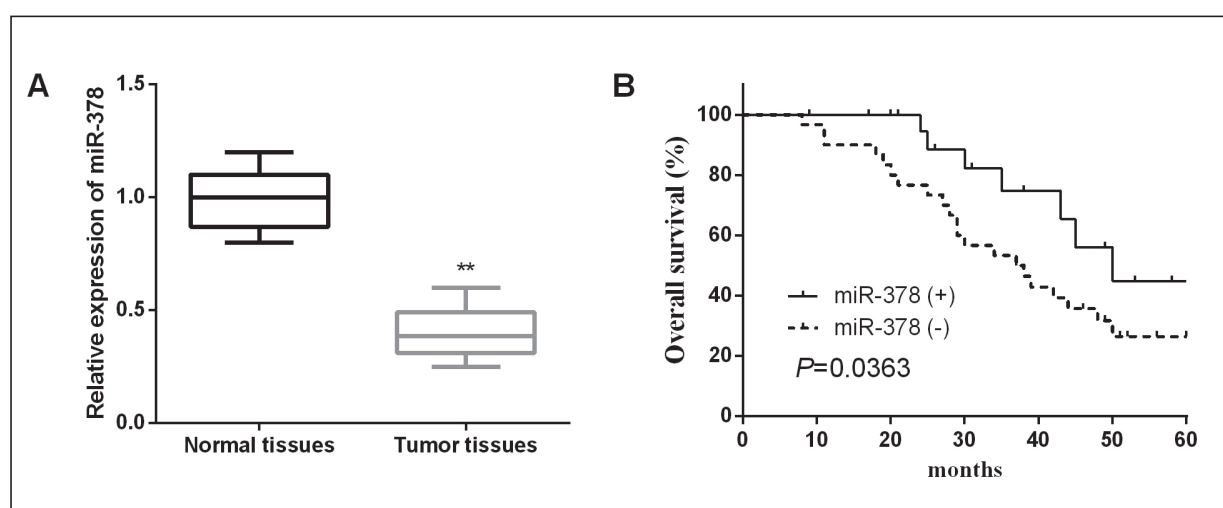 A
Relative expression of miR-378
1.5
1.0
0.5
0.0
**
Normal tissues
Tumor tissues
B
Overall survival (%)
100
80
60
40
20
0
miR-378 (+)
miR-378 (-)
P=0.0363
0 10 20 30 40 50 60
months